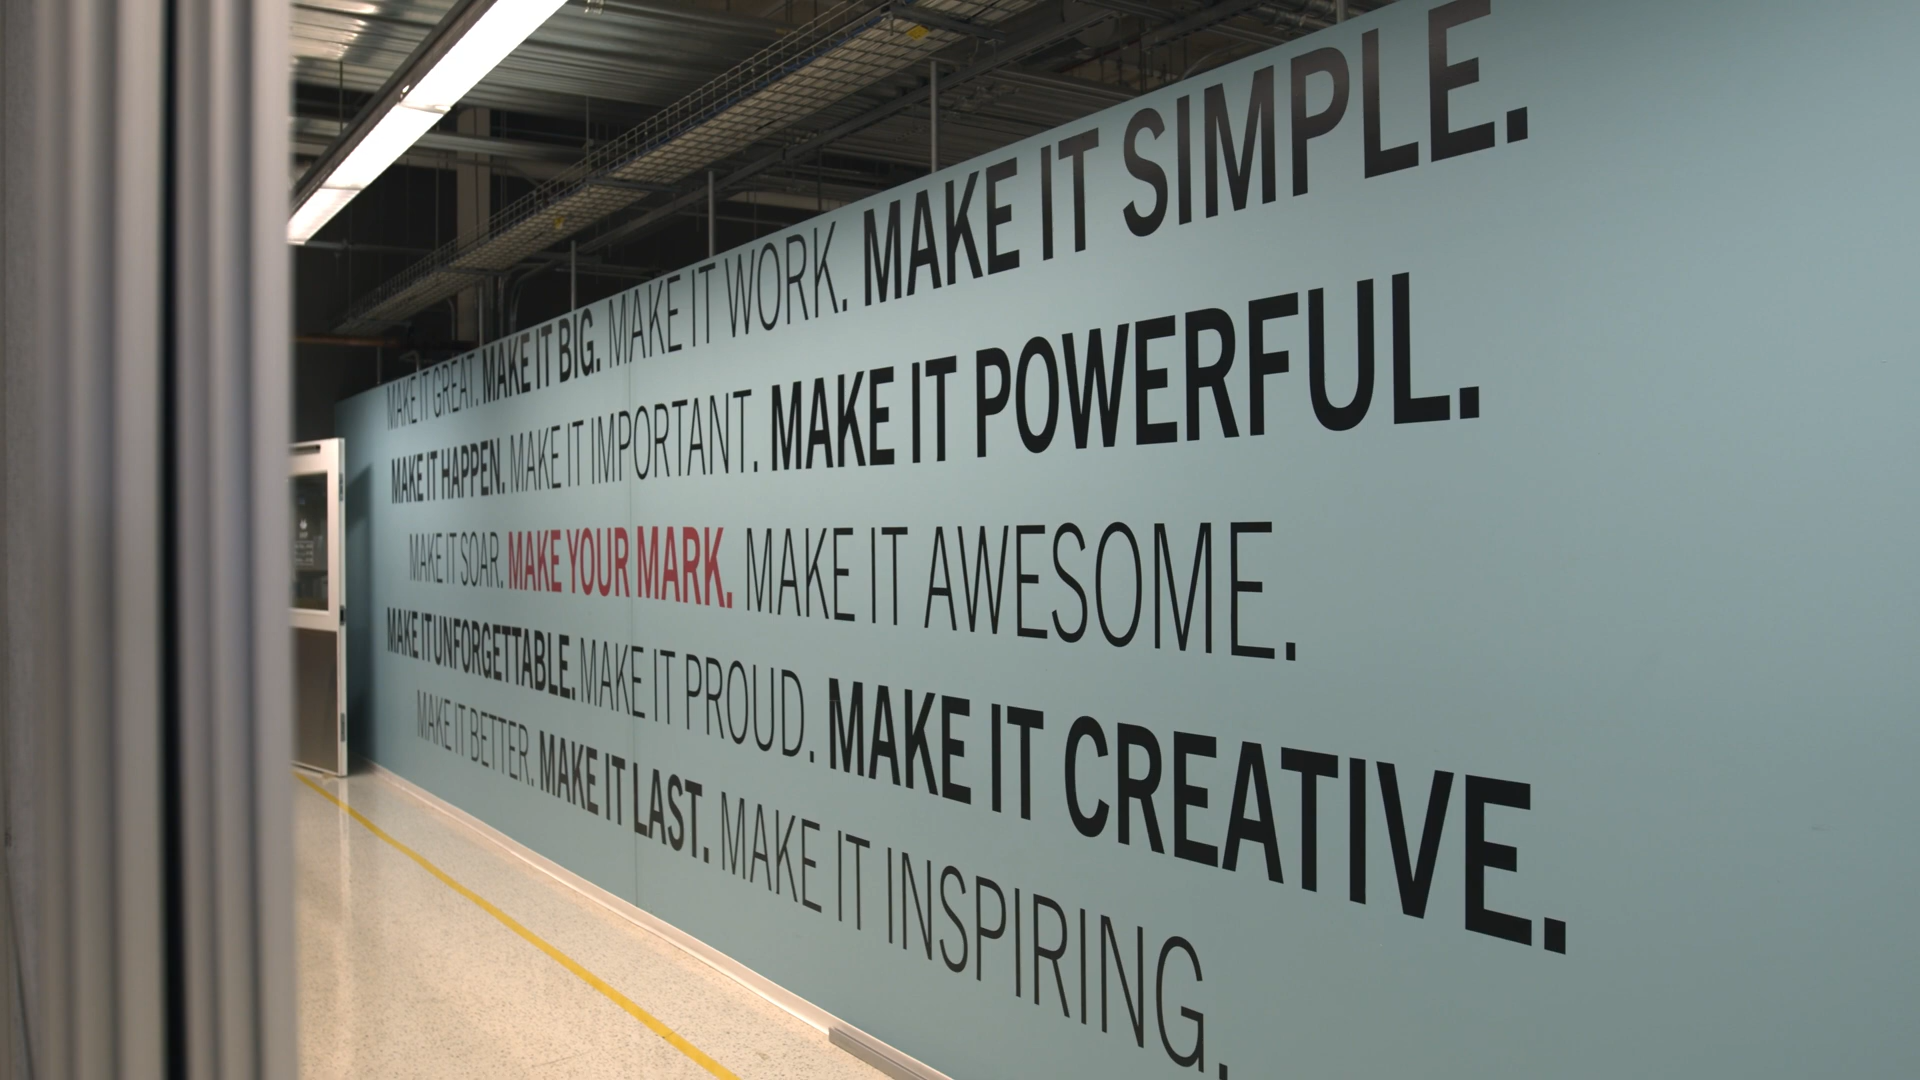 MAKE IT GREAT. MAKE IT BIG. MAKE IT WORK. MAKE IT SIMPLE.
MAKE IT HAPPEN. MAKE IT IMPORTANT. MAKE IT POWERFUL.
MAKE IT SOAR. MAKE YOUR MARK. MAKE IT AWESOME.
MAKE IT UNFORGETTABLE. MAKE IT PROUD. MAKE IT CREATIVE.
MAKE IT BETTER. MAKE IT LAST. MAKE IT INSPIRING.